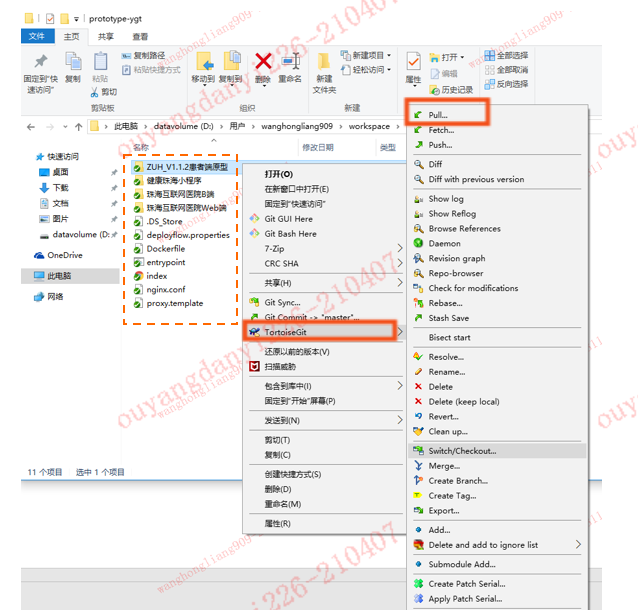 prototype-ygt
文件 主页 共享 查看
固定到"快速访问"
复制
粘贴
复制路径
粘贴快捷方式
剪切
剪贴板
移动到
复制到
删除
重命名
组织
新建文件夹
新建项目
轻松访问
新建
属性
打开
编辑
历史记录
全部选择
全部取消
反向选择
此电脑 > datavolume (D:) > 用户 > wanghongliang909 > workspace >
名称 修改日期 类型
快速访问
桌面
下载
文档
图片
datavolume (D:
OneDrive
此电脑
网络
ZUH_V1.1.2患者端原型
健康珠海小程序
珠海互联网医院B端
珠海互联网医院Web端
.DS_Store
deployflow.properties
Dockerfile
entrypoint
index
nginx.conf
proxy.template
11 个项目 选中 1 个项目
打开(O)
在新窗口中打开(E)
固定到"快速访问"
Git GUI Here
Git Bash Here
7-Zip
CRC SHA
共享(H)
Git Sync...
Git Commit -> "master"...
TortoiseGit
还原以前的版本(V)
扫描威胁
包含到库中(I)
固定到"开始"屏幕(P)
发送到(N)
剪切(T)
复制(C)
创建快捷方式(S)
删除(D)
重命名(M)
属性(R)
Pull...
Fetch...
Push...
Diff
Diff with previous version
Show log
Show Reflog
Browse References
Daemon
Revision graph
Repo-browser
Check for modifications
Rebase...
Stash Save
Bisect start
Resolve...
Rename...
Delete
Delete (keep local)
Revert...
Clean up...
Switch/Checkout...
Merge...
Create Branch...
Create Tag...
Export...
Add...
Delete and add to ignore list
Submodule Add...
Create Patch Serial...
Apply Patch Serial...